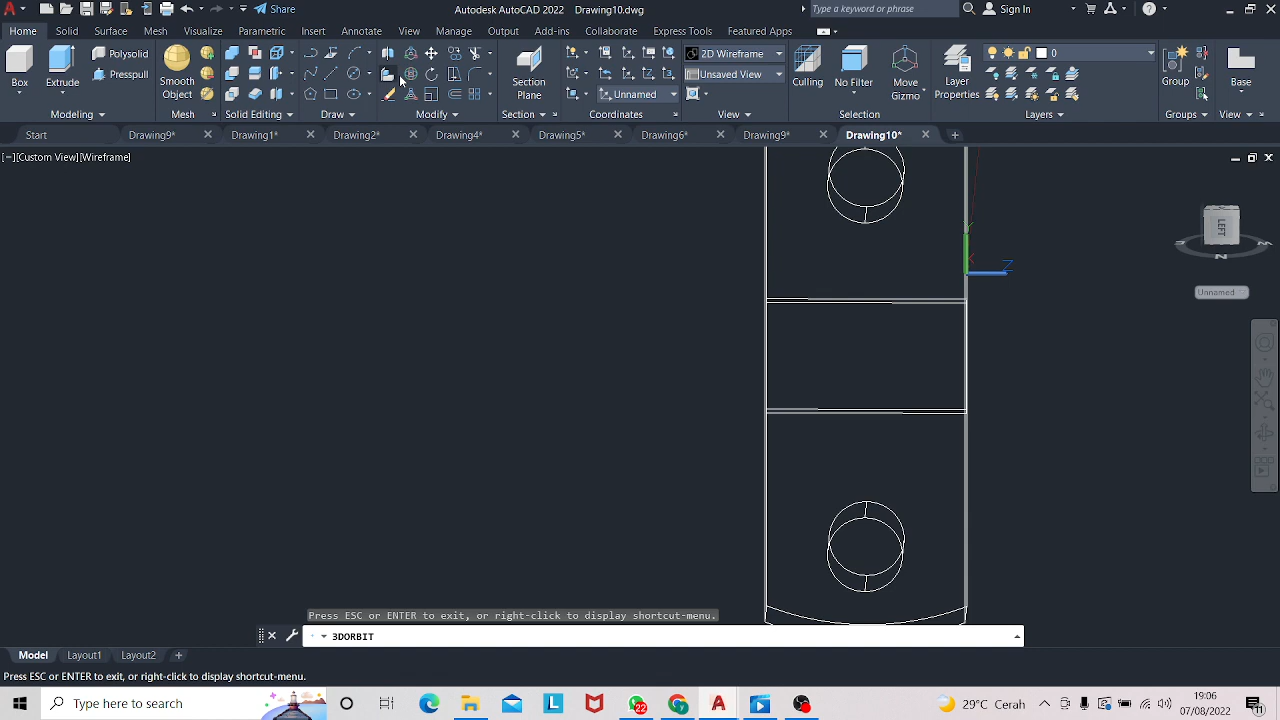 Share
Autodesk AutoCAD 2022 Drawing10.dwg
Type a keyword or phrase
Sign In
Home Solid Surface Mesh Visualize Parametric Insert Annotate View Manage Output Add-ins Collaborate Express Tools Featured Apps
Box
Extrude
Polysolid
Presspull
Smooth
Object
Section
Plane
2D Wireframe
Unsaved View
Unnamed
Culling
No Filter
Move
Gizmo
Layer
Properties
0
Group
Base
Modeling
Mesh
Solid Editing
Draw
Modify
Section
Coordinates
View
Layers
Groups
View
Start Drawing9* Drawing1* Drawing2* Drawing4* Drawing5* Drawing6* Drawing9* Drawing10*
[−][Custom View][Wireframe]
LEFT
N
Z
X
Y
Unnamed
Press ESC or ENTER to exit, or right-click to display shortcut-menu.
3DORBIT
Model Layout1 Layout2
Press ESC or ENTER to exit, or right-click to display shortcut-menu.
Type here to search
22
29°C Cerah
19:06
07/08/2022
11